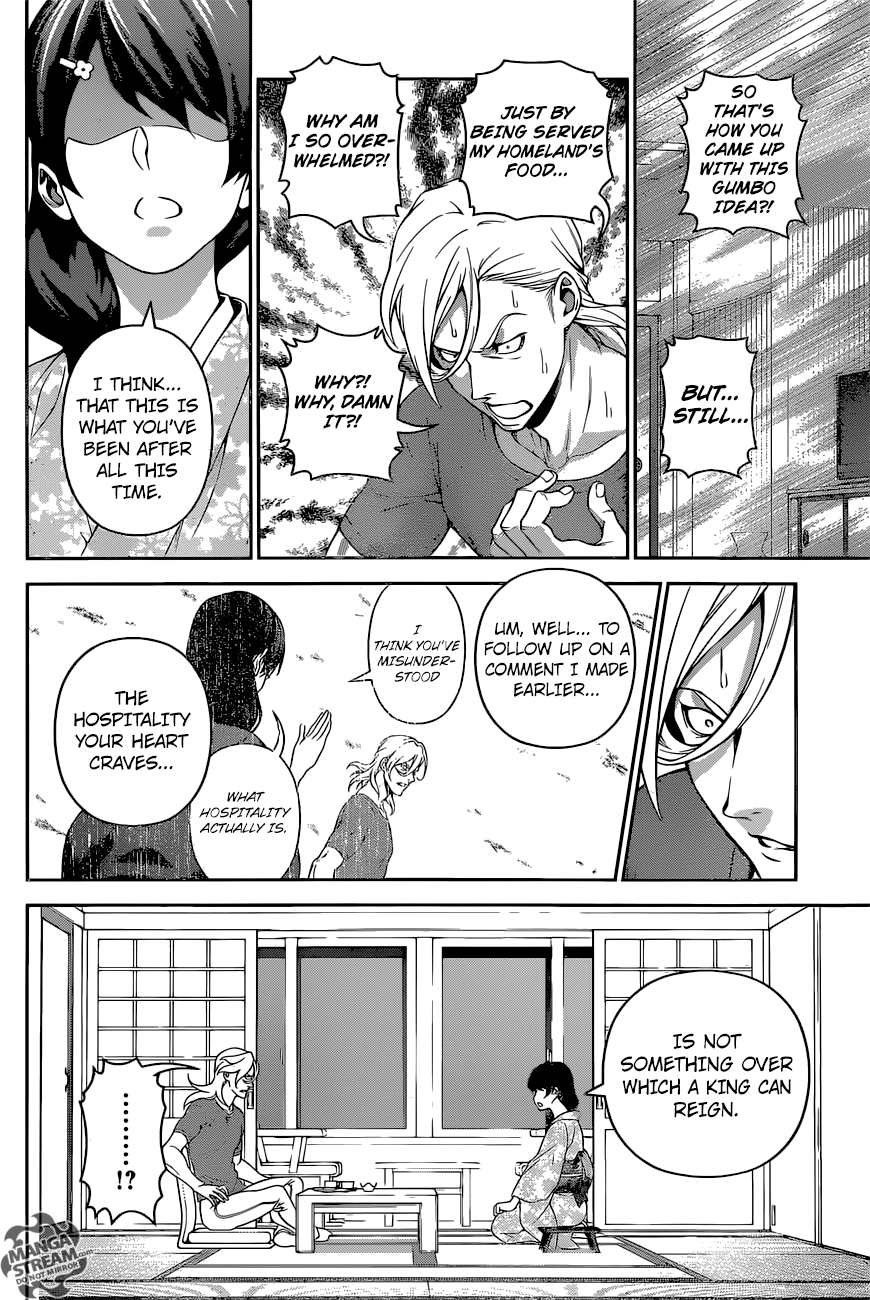 SO
THAT'S
HOW YOU
CAME UP
WITH THIS
GUMBO
IDEA?!
BUT...
STILL...
JUST BY
BEING SERVED
MY HOMELAND'S
FOOD...
WHY AM
I SO OVER-
WHELMED?!
WHY?!
WHY, DAMN
IT?!
I THINK...
THAT THIS IS
WHAT YOU'VE
BEEN AFTER
ALL THIS
TIME.
UM, WELL... TO
FOLLOW UP ON A
COMMENT I MADE
EARLIER...
I
THINK YOU'VE
MISUNDER-
STOOD
WHAT
HOSPITALITY
ACTUALLY IS.
THE
HOSPITALITY
YOUR HEART
CRAVES...
IS NOT
SOMETHING OVER
WHICH A KING CAN
REIGN.
......!?
MANGA
STREAM.COM
DO NOT MIRROR